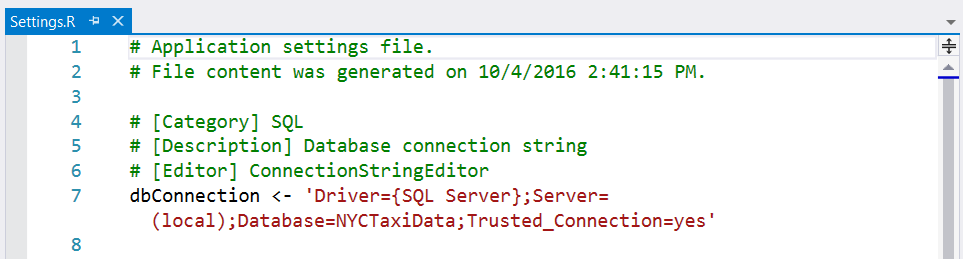 Settings.R
1 # Application settings file.
2 # File content was generated on 10/4/2016 2:41:15 PM.
3
4 # [Category] SQL
5 # [Description] Database connection string
6 # [Editor] ConnectionStringEditor
7 dbConnection <- 'Driver={SQL Server};Server=
(local);Database=NYCTaxiData;Trusted_Connection=yes'
8